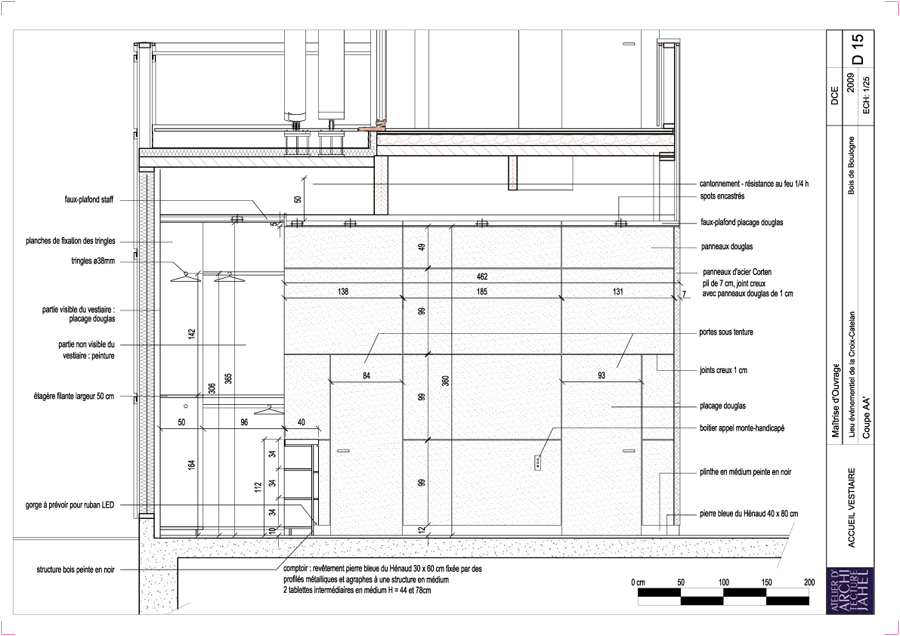 faux-plafond staff
planches de fixation des tringles
tringles ø38mm
partie visible du vestiaire :
placage douglas
partie non visible du
vestiaire : peinture
étagère filante largeur 50 cm
gorge à prévoir pour ruban LED
structure bois peinte en noir
50
5
49
462
138
185
131
7
99
142
306
365
84
360
93
99
50
96
40
164
112
34
34
34
10
99
12
cantonnement - résistance au feu 1/4 h
spots encastrés
faux-plafond placage douglas
panneaux douglas
panneaux d'acier Corten
pli de 7 cm, joint creux
avec panneaux douglas de 1 cm
portes sous tenture
joints creux 1 cm
placage douglas
boitier appel monte-handicapé
plinthe en médium peinte en noir
pierre bleue du Hénaud 40 x 80 cm
comptoir : revêtement pierre bleue du Hénaud 30 x 60 cm fixée par des
profilés métalliques et agraphes à une structure en médium
2 tablettes intermédiaires en médium H = 44 et 78cm
0 cm 50 100 150 200
DCE
2009
D 15
ECH: 1/25
Bois de Boulogne
Maîtrise d'Ouvrage
Lieu événementiel de la Croix-Catelan
Coupe AA'
ACCUEIL VESTIAIRE
ATELIER D'
ARCHI
TECTURE
JAHEL